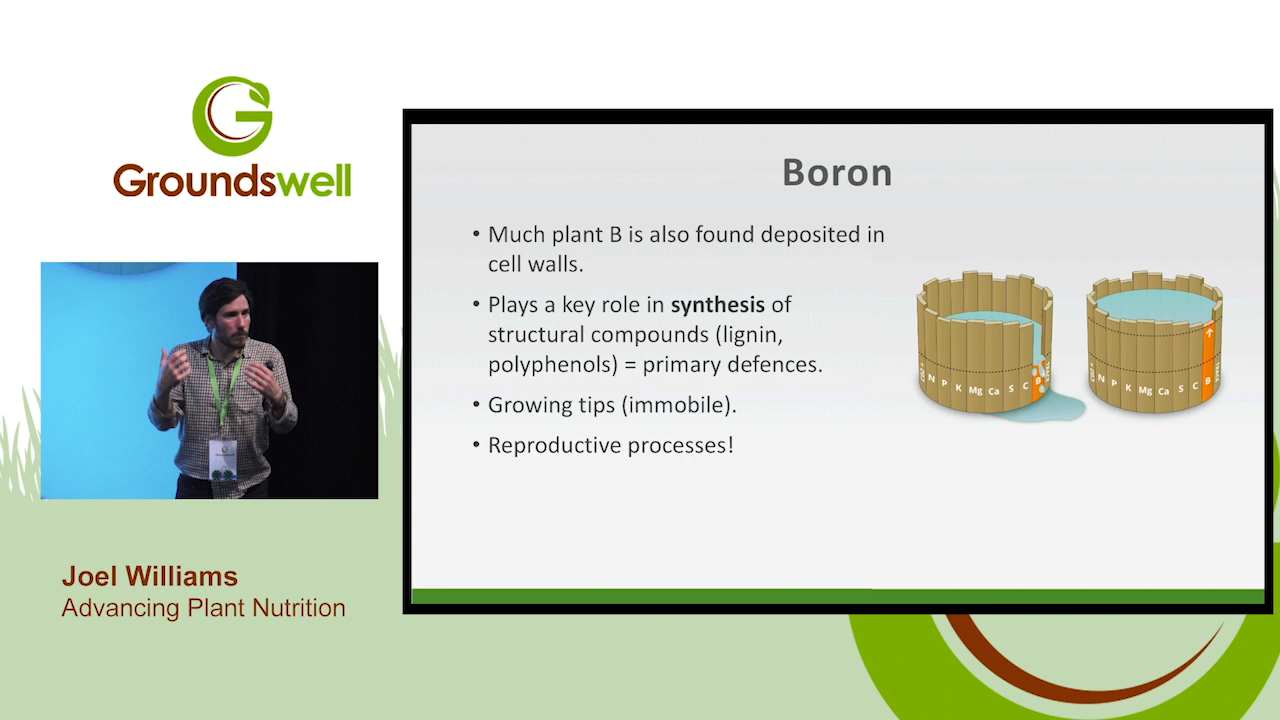 Groundswell
Joel Williams
Advancing Plant Nutrition
Boron
• Much plant B is also found deposited in
cell walls.
• Plays a key role in synthesis of
structural compounds (lignin,
polyphenols) = primary defences.
• Growing tips (immobile).
• Reproductive processes!
N P K Mg Ca S C B
N P K Mg Ca S C B